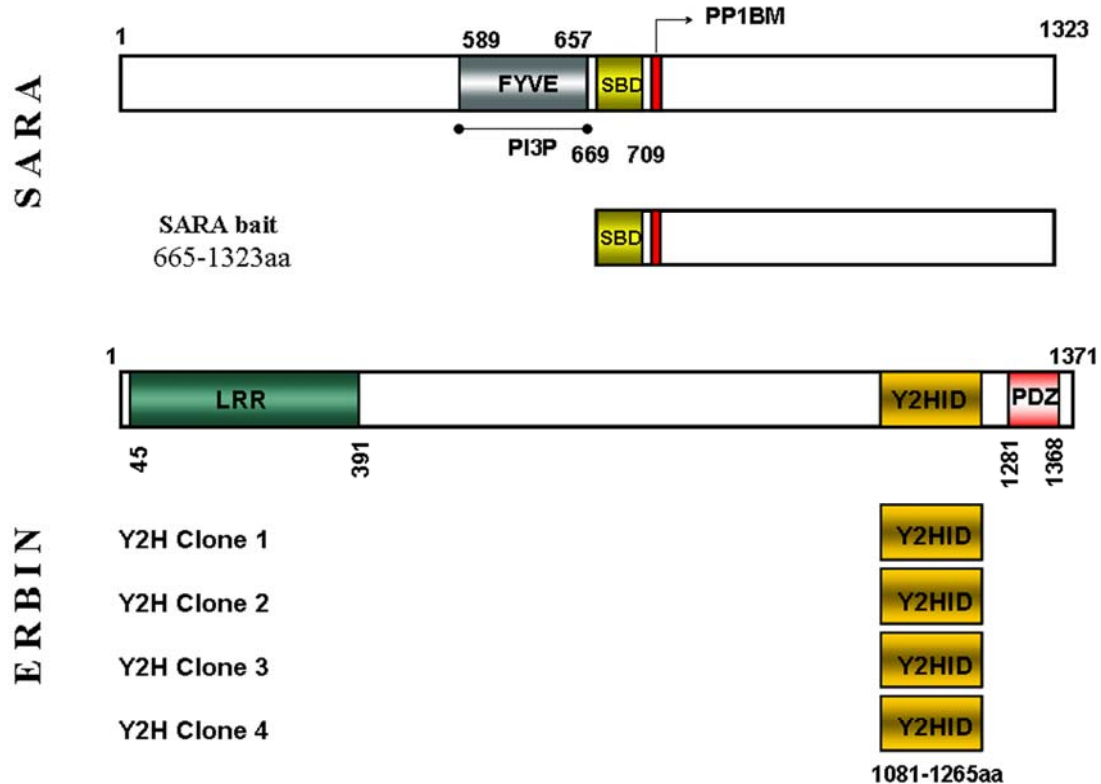 PP1BM
1
589
657
1323
SARA
FYVE
SBD
PI3P
669
709
SARA bait
665-1323aa
SBD
1
1371
LRR
Y2HID
PDZ
45
391
1281
1368
ERBIN
Y2H Clone 1
Y2HID
Y2H Clone 2
Y2HID
Y2H Clone 3
Y2HID
Y2H Clone 4
Y2HID
1081-1265aa